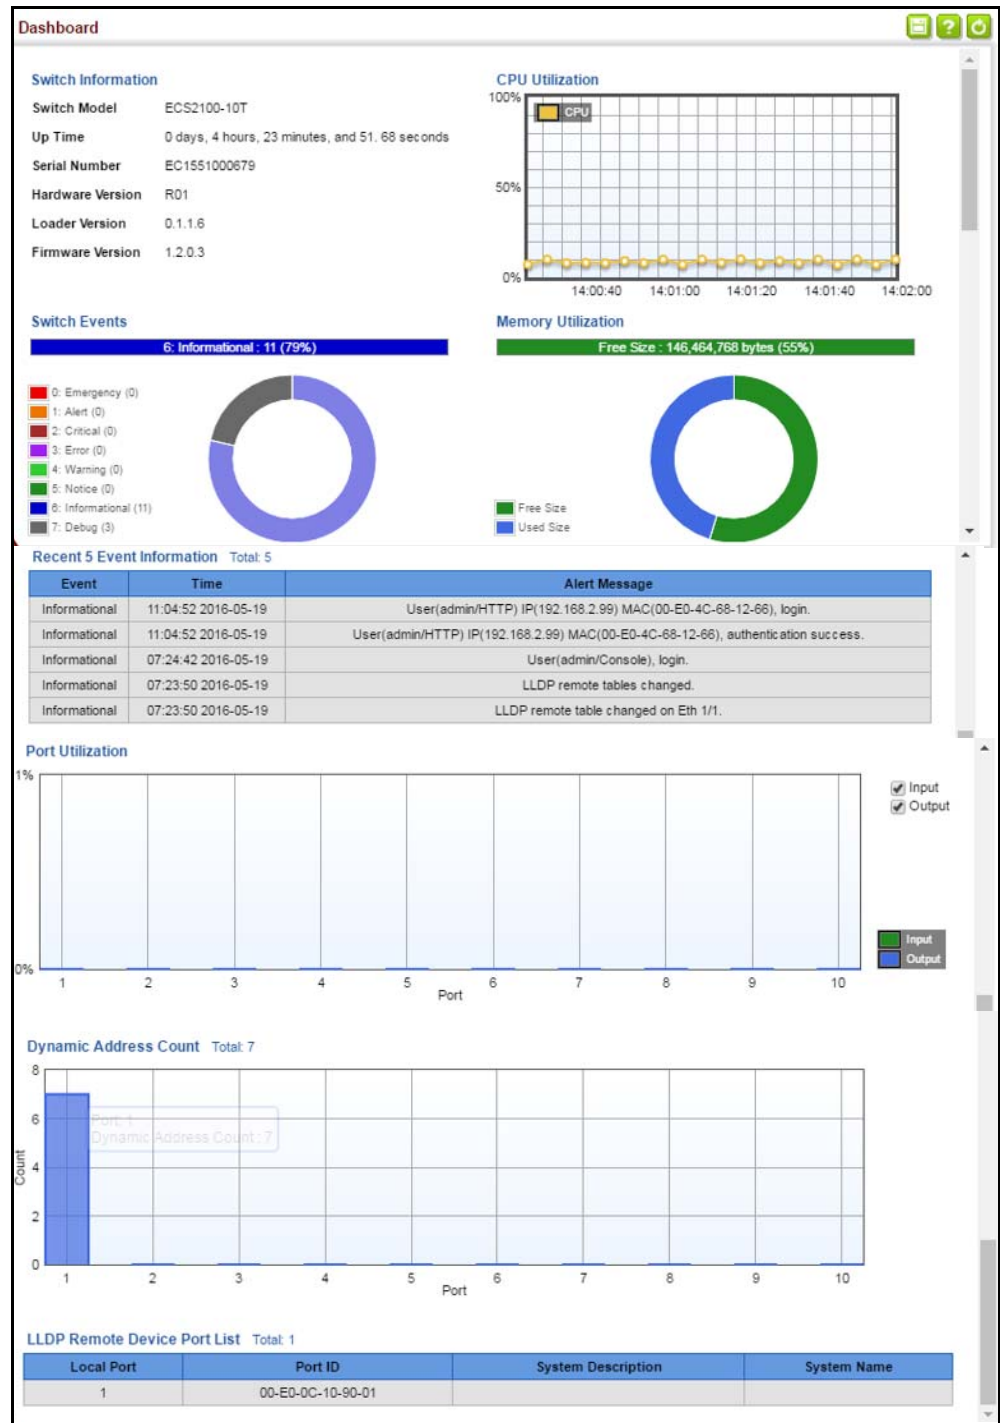 Dashboard
Switch Information
Switch Model ECS2100-10T
Up Time 0 days, 4 hours, 23 minutes, and 51. 68 seconds
Serial Number EC1551000679
Hardware Version R01
Loader Version 0.1.1.6
Firmware Version 1.2.0.3
CPU Utilization
100%
CPU
50%
0%
14:00:40 14:01:00 14:01:20 14:01:40 14:02:00
Switch Events
6: Informational : 11 (79%)
0: Emergency (0)
1: Alert (0)
2: Critical (0)
3: Error (0)
4: Warning (0)
5: Notice (0)
6: Informational (11)
7: Debug (3)
Memory Utilization
Free Size : 146,464,768 bytes (55%)
Free Size
Used Size
Recent 5 Event Information Total: 5
Event Time Alert Message
Informational 11:04:52 2016-05-19 User(admin/HTTP) IP(192.168.2.99) MAC(00-E0-4C-68-12-66), login.
Informational 11:04:52 2016-05-19 User(admin/HTTP) IP(192.168.2.99) MAC(00-E0-4C-68-12-66), authentication success.
Informational 07:24:42 2016-05-19 User(admin/Console), login.
Informational 07:23:50 2016-05-19 LLDP remote tables changed.
Informational 07:23:50 2016-05-19 LLDP remote table changed on Eth 1/1.
Port Utilization
1%
0%
1 2 3 4 5 6 7 8 9 10
Port
Input
Output
Input
Output
Dynamic Address Count Total: 7
8
6
4
2
0
Count
Port: 1
Dynamic Address Count : 7
1 2 3 4 5 6 7 8 9 10
Port
LLDP Remote Device Port List Total: 1
Local Port Port ID System Description System Name
1 00-E0-0C-10-90-01